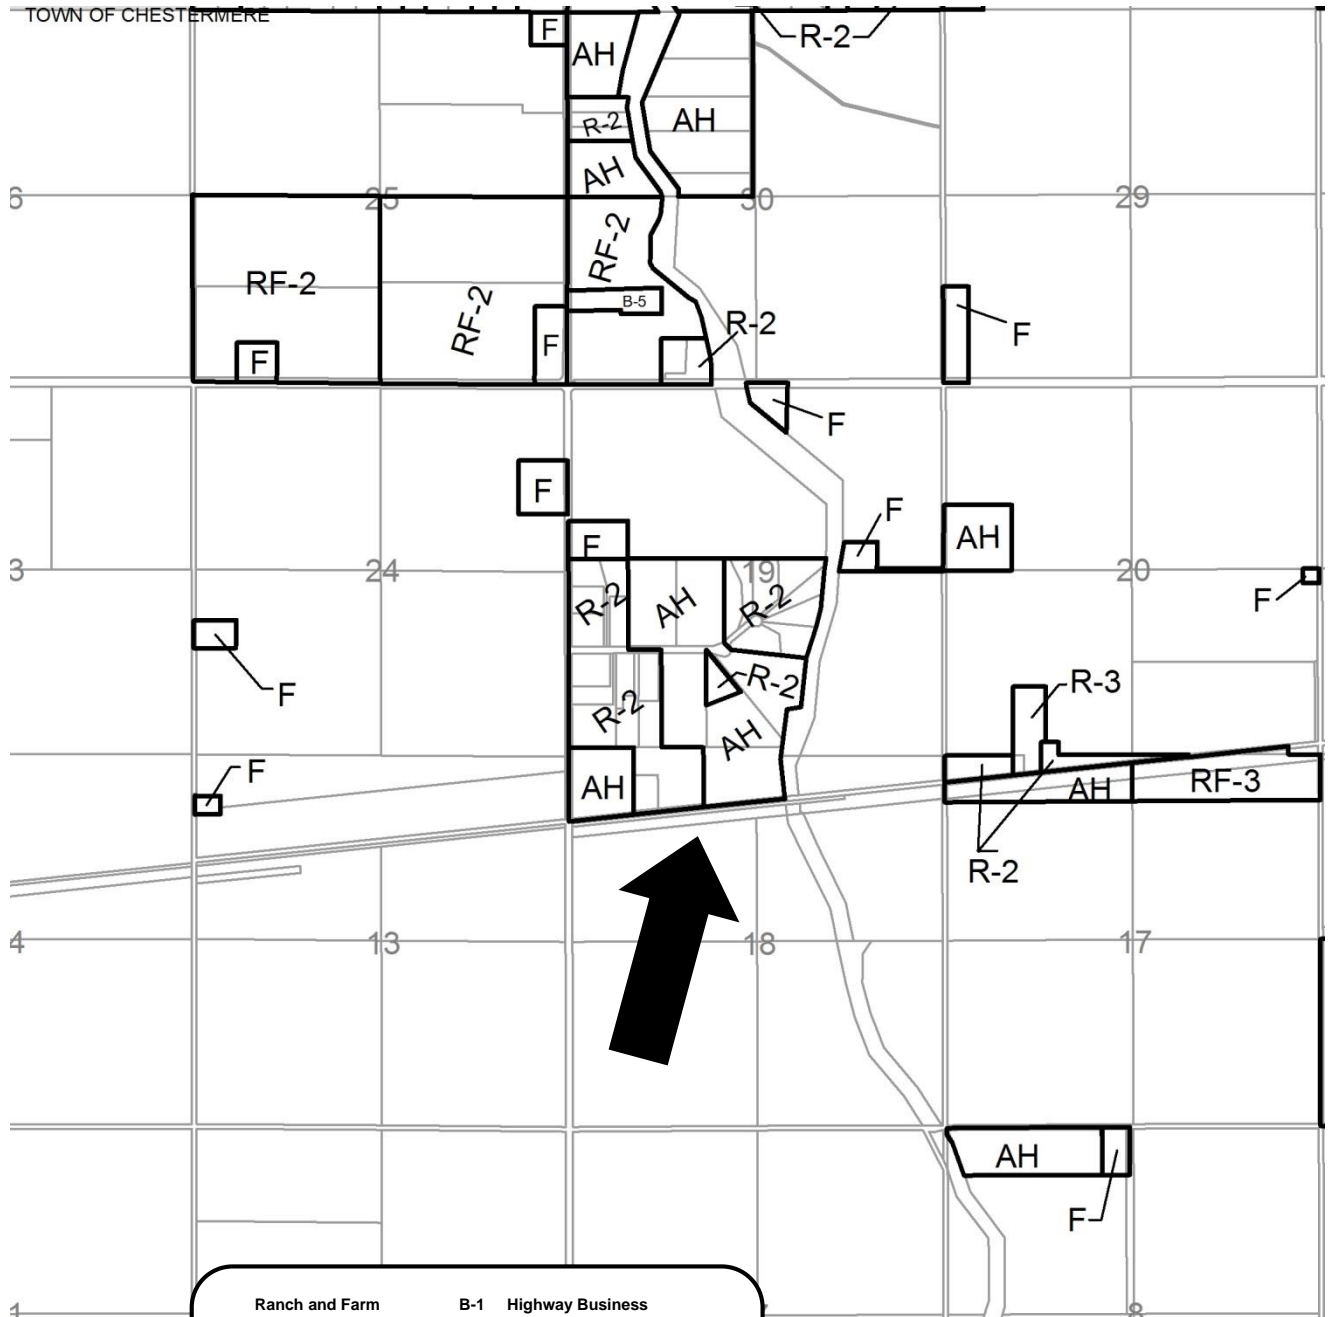 TOWN OF CHESTERMERE
F
AH
R-2
R-2
AH
AH
6
25
30
29
RF-2
RF-2
RF-2
B-5
R-2
F
F
F
F
F
F
F
AH
3
24
19
20
R-2
AH
R-2
F
F
R-2
R-2
AH
R-3
F
AH
AH
RF-3
R-2
4
13
18
17
AH
F
Ranch and Farm B-1 Highway Business
8